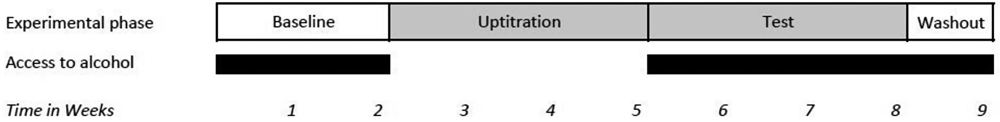 Experimental phase Baseline Uptitration Test Washout
Access to alcohol
Time in Weeks 1 2 3 4 5 6 7 8 9